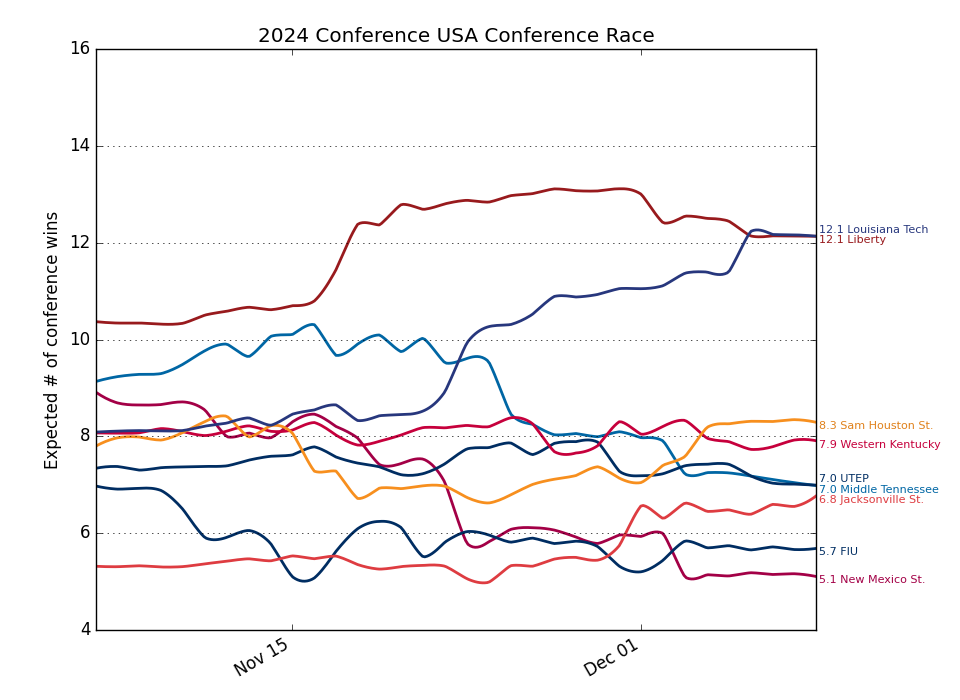 2024 Conference USA Conference Race
Expected # of conference wins
16
14
12
10
8
6
4
Nov 15
Dec 01
12.1 Louisiana Tech
12.1 Liberty
8.3 Sam Houston St.
7.9 Western Kentucky
7.0 UTEP
7.0 Middle Tennessee
6.8 Jacksonville St.
5.7 FIU
5.1 New Mexico St.